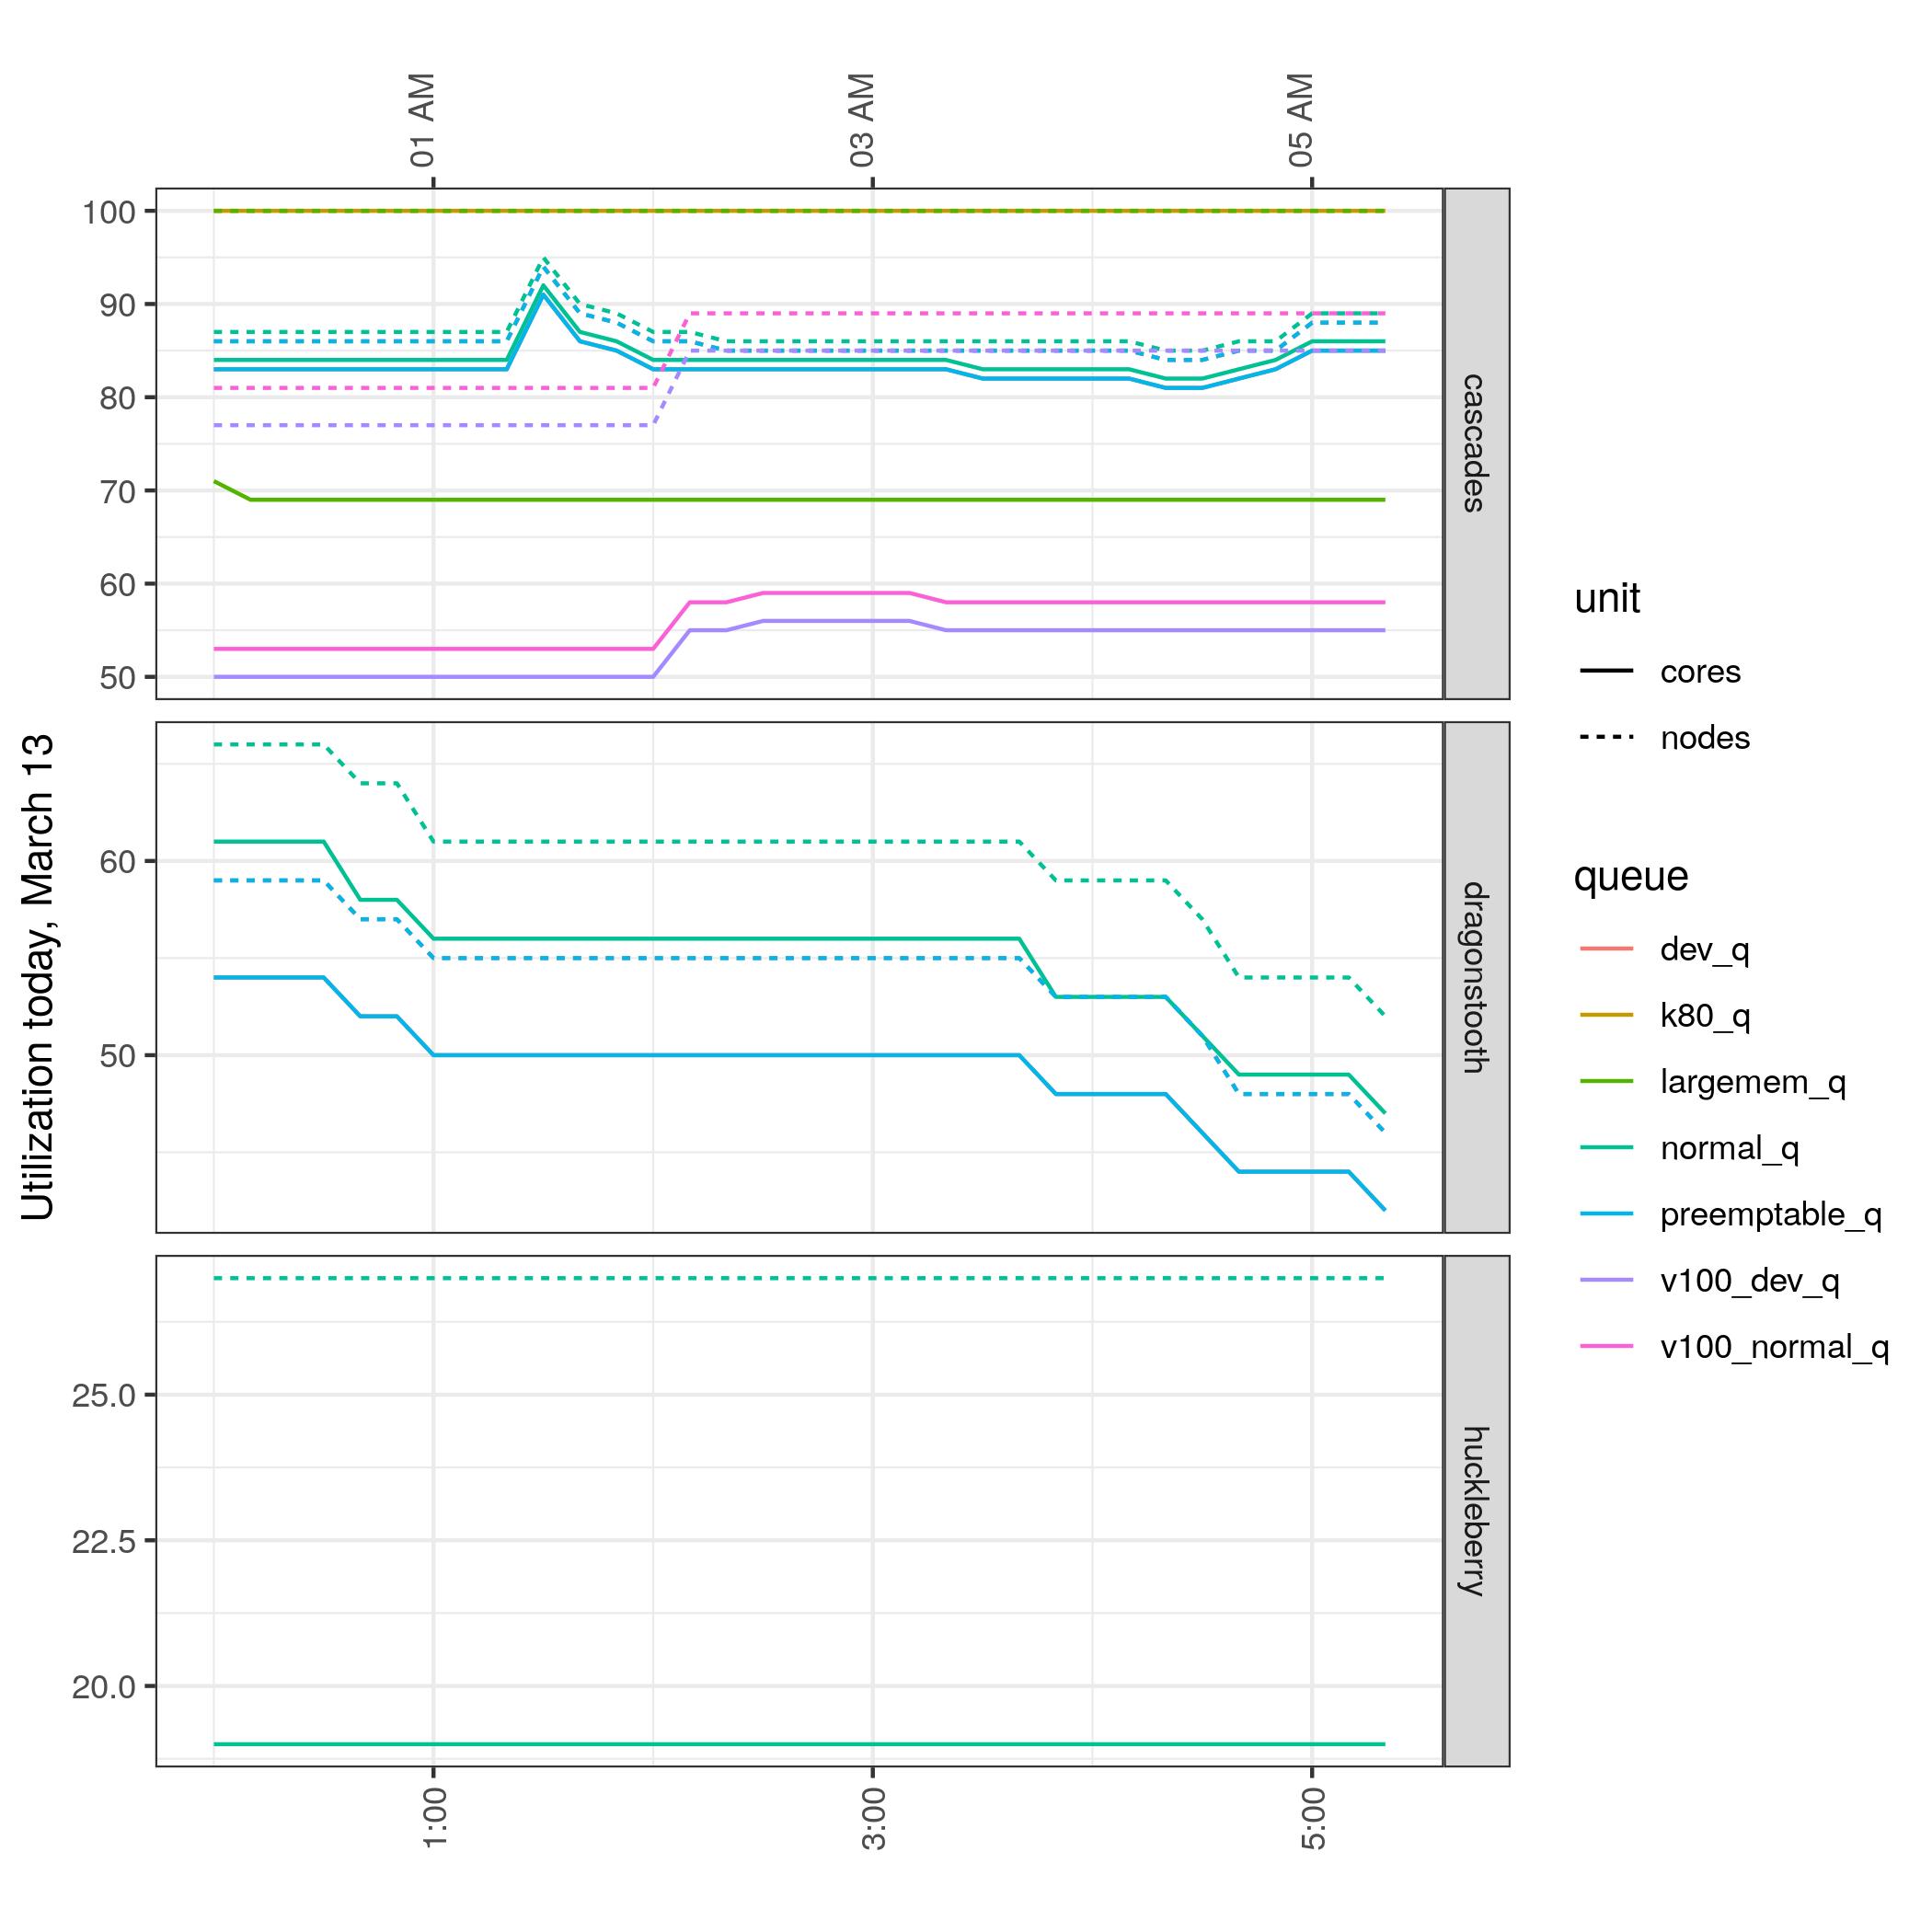 01 AM
03 AM
05 AM
100
90
80
70
60
50
cascades
60
50
dragonstooth
25.0
22.5
20.0
huckleberry
1:00
3:00
5:00
Utilization today, March 13
unit
cores
nodes
queue
dev_q
k80_q
largemem_q
normal_q
preemptable_q
v100_dev_q
v100_normal_q